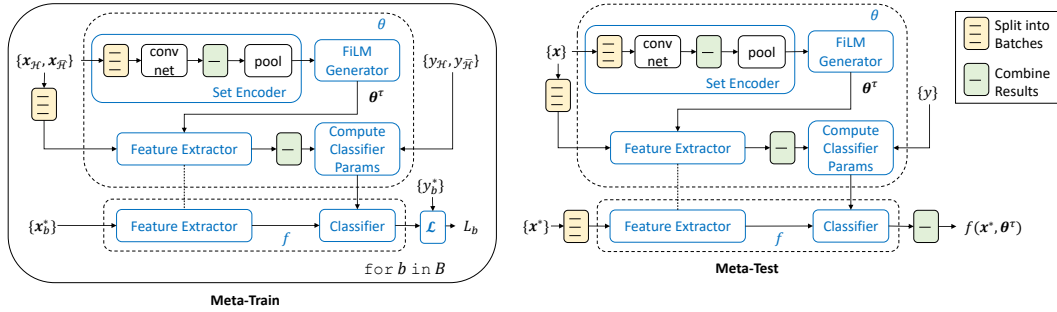 θ
{x_ℋ, x_ℋ̄}
conv
net
pool
FiLM
Generator
{y_ℋ, y_ℋ̄}
Set Encoder
θ^τ
Feature Extractor
Compute
Classifier
Params
{y_b^*}
{x_b^*}
Feature Extractor
f
Classifier
ℒ
L_b
for b in B
Meta-Train
θ
{x}
conv
net
pool
FiLM
Generator
Set Encoder
θ^τ
{y}
Feature Extractor
Compute
Classifier
Params
{x^*}
Feature Extractor
f
Classifier
f(x^*, θ^τ)
Meta-Test
Split into
Batches
Combine
Results